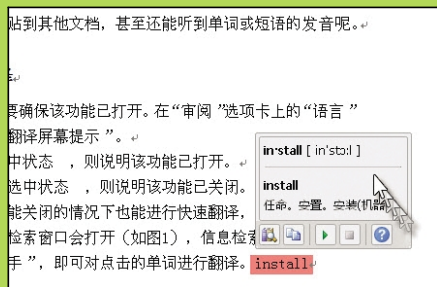 贴到其他文档，甚至还能听到单词或短语的发音呢。
要确保该功能已打开。在“审阅”选项卡上的“语言”
翻译屏幕提示”。
中状态　，则说明该功能已打开。
选中状态　，则说明该功能已关闭。
能关闭的情况下也能进行快速翻译，
检索窗口会打开（如图1），信息检索
手”，即可对点击的单词进行翻译。install
in·stall [ in'stɔ:l ]
install
任命。安置。安装(机器